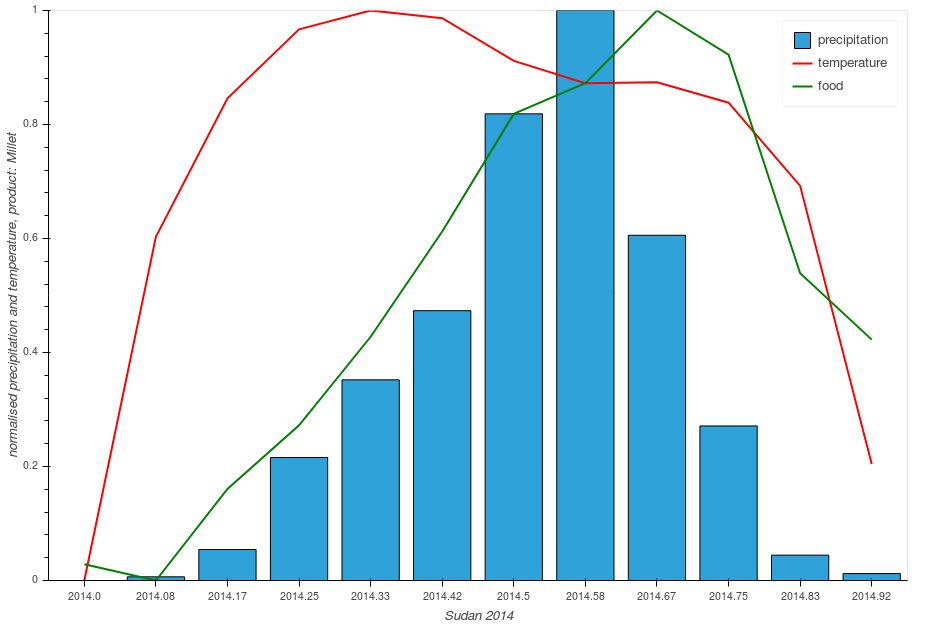 1
0.8
0.6
0.4
0.2
0
normalised precipitation and temperature, product: Millet
precipitation
temperature
food
2014.0 2014.08 2014.17 2014.25 2014.33 2014.42 2014.5 2014.58 2014.67 2014.75 2014.83 2014.92
Sudan 2014